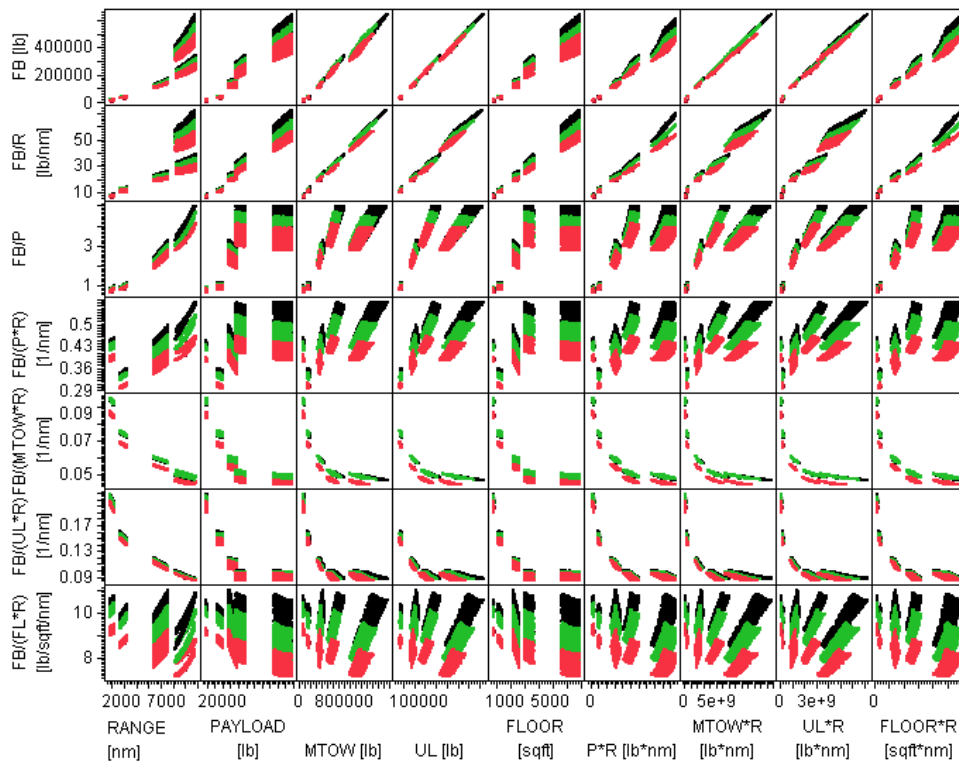 FB [lb]
400000
200000
0
FB/R
[lb/nm]
50
30
10
FB/P
3
1
FB/(P*R)
[1/nm]
0.5
0.43
0.36
0.29
FB/(MTOW*R)
[1/nm]
0.09
0.07
0.05
FB/(UL*R)
[1/nm]
0.17
0.13
0.09
FB/(FL*R)
[lb/sqft/nm]
10
8
2000 7000
20000
0 800000
100000
1000 5000
0
0 5e+9
0 3e+9
0
RANGE
[nm]
PAYLOAD
[lb]
MTOW [lb]
UL [lb]
FLOOR
[sqft]
P*R [lb*nm]
MTOW*R
[lb*nm]
UL*R
[lb*nm]
FLOOR*R
[sqft*nm]